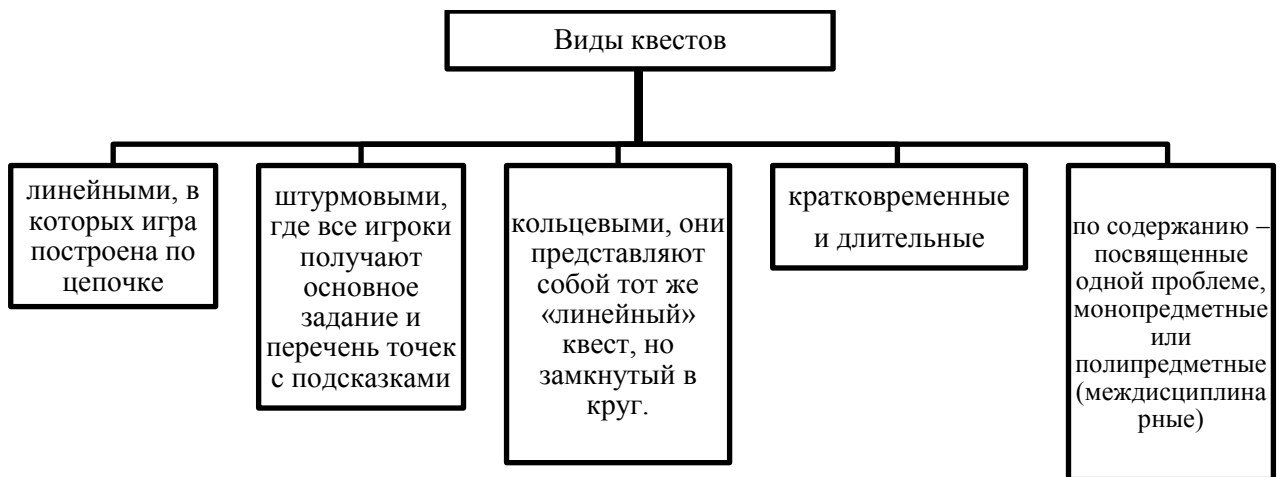 Виды квестов
линейными, в
которых игра
построена по
цепочке
штурмовыми,
где все игроки
получают
основное
задание и
перечень точек
с подсказками
кольцевыми, они
представляют
собой тот же
«линейный»
квест, но
замкнутый в
круг.
кратковременные
и длительные
по содержанию –
посвященные
одной проблеме,
монопредметные
или
полипредметные
(междисциплина
рные)